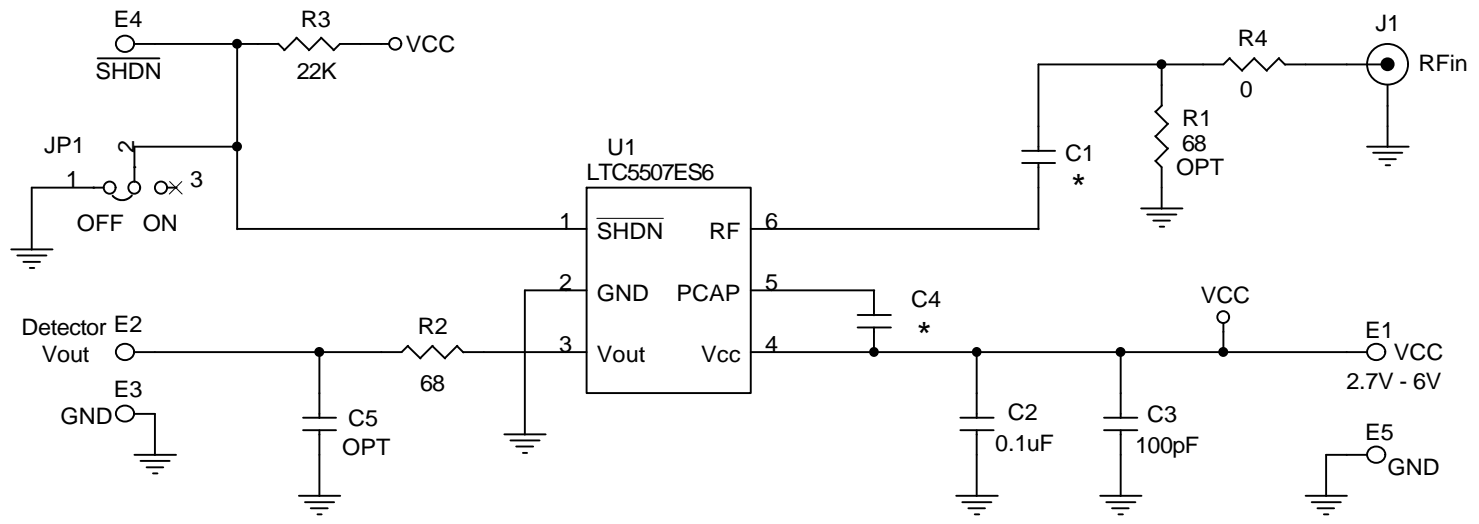 E4
SHDN
R3
22K
VCC
J1
RFin
R4
0
R1
68
OPT
C1
*
JP1
2
1
3
OFF ON
U1
LTC5507ES6
1
SHDN
RF
6
2
GND
PCAP
5
3
Vout
Vcc
4
C4
*
VCC
Detector
Vout
E2
R2
68
E3
GND
C5
OPT
C2
0.1uF
C3
100pF
E1
VCC
2.7V - 6V
E5
GND